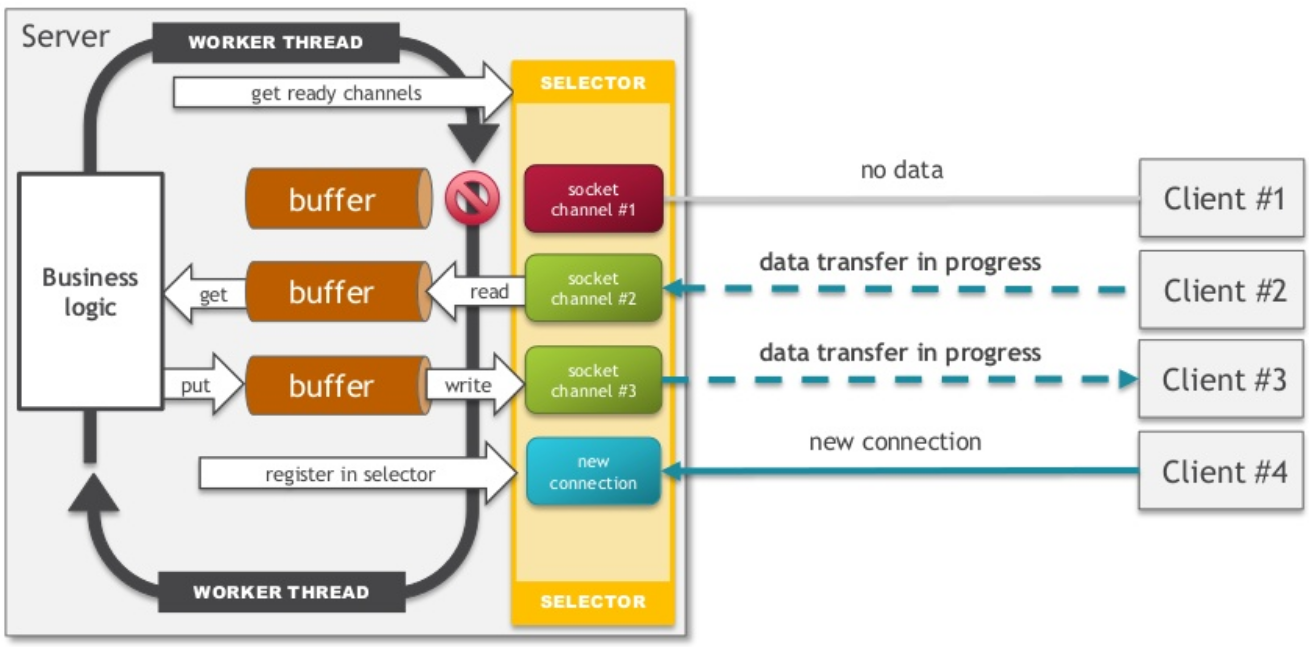 Server
WORKER THREAD
get ready channels
SELECTOR
buffer
socket
channel #1
no data
Client #1
Business
logic
get
buffer
read
socket
channel #2
data transfer in progress
Client #2
put
buffer
write
socket
channel #3
data transfer in progress
Client #3
register in selector
new
connection
new connection
Client #4
WORKER THREAD
SELECTOR